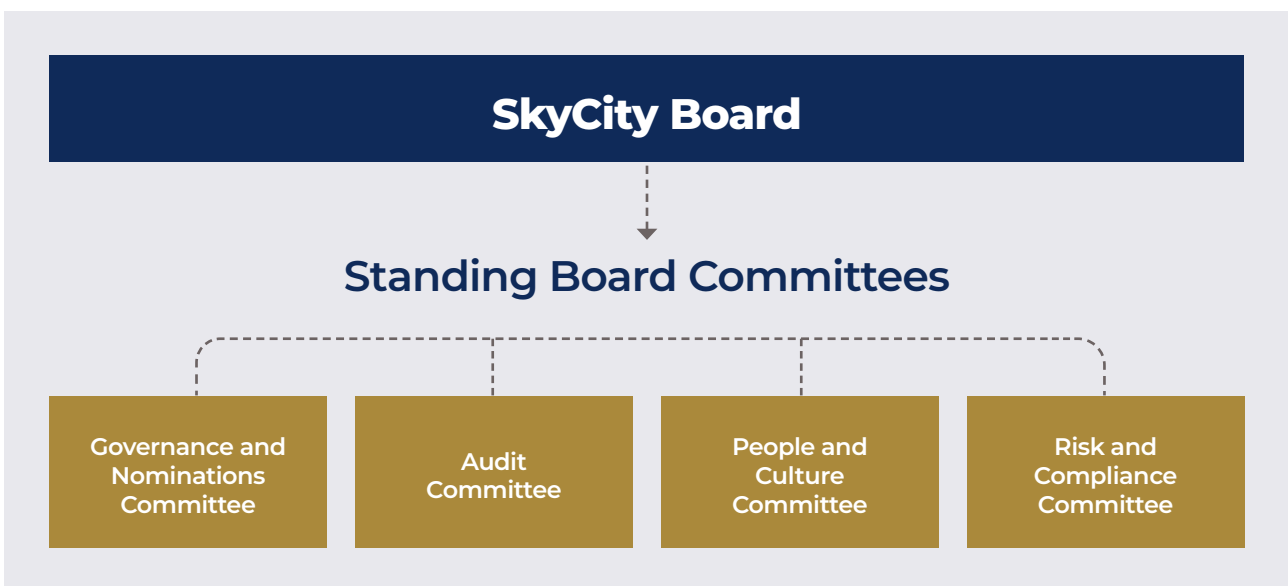 SkyCity Board
Standing Board Committees
Governance and
Nominations
Committee
Audit
Committee
People and
Culture
Committee
Risk and
Compliance
Committee